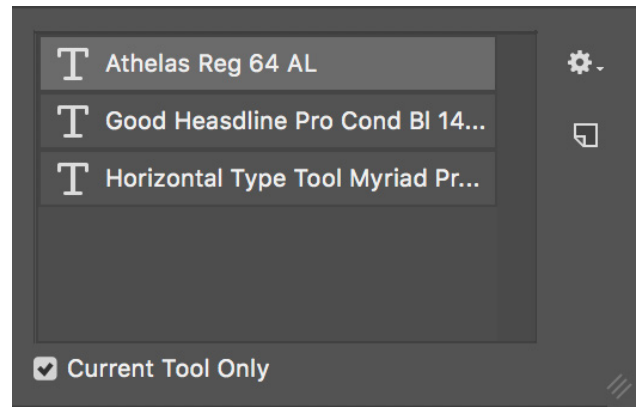 Athelas Reg 64 AL
Good Heasdline Pro Cond Bl 14...
Horizontal Type Tool Myriad Pr...
Current Tool Only